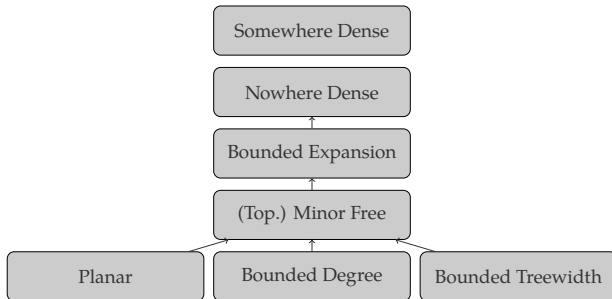 Somewhere Dense
Nowhere Dense
Bounded Expansion
(Top.) Minor Free
Planar
Bounded Degree
Bounded Treewidth